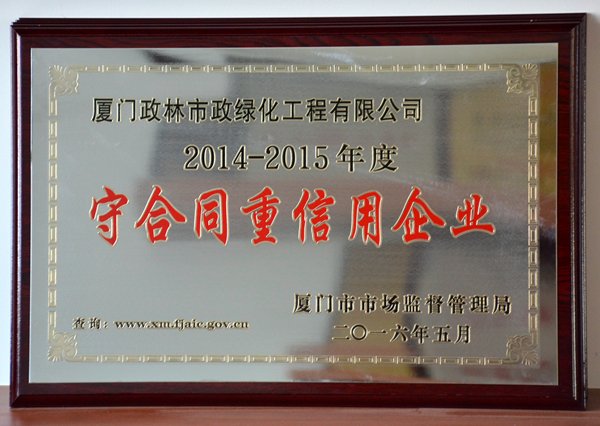 厦门政林市政绿化工程有限公司
2014-2015年度
守合同重信用企业
厦门市市场监督管理局
查询：www.xm.fjaic.gov.cn
二〇一六年五月